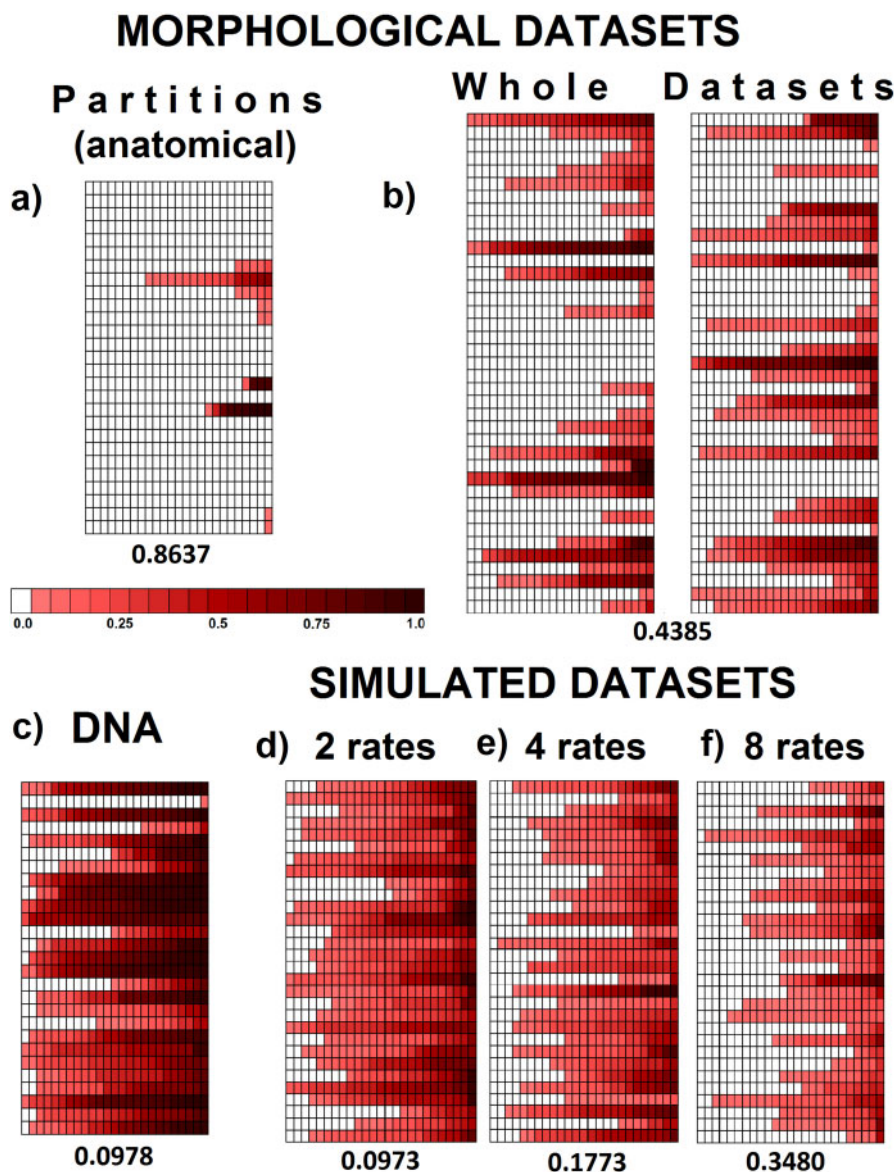 MORPHOLOGICAL DATASETS
Partitions
(anatomical)
Whole Datasets
a)
b)
0.8637
0.0 0.25 0.5 0.75 1.0
0.4385
SIMULATED DATASETS
c) DNA
d) 2 rates
e) 4 rates
f) 8 rates
0.0978
0.0973
0.1773
0.3480